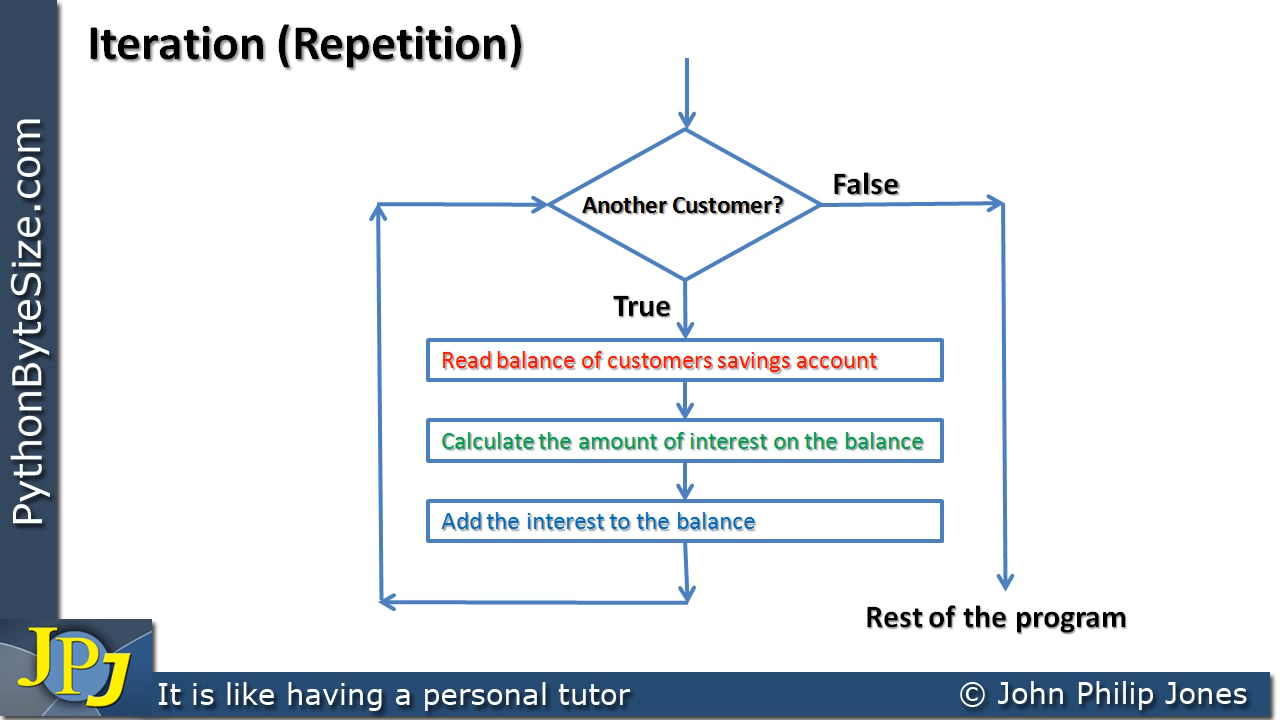 Iteration (Repetition)
Another Customer?
False
True
Read balance of customers savings account
Calculate the amount of interest on the balance
Add the interest to the balance
Rest of the program
PythonByteSize.com
JPJ
It is like having a personal tutor
© John Philip Jones